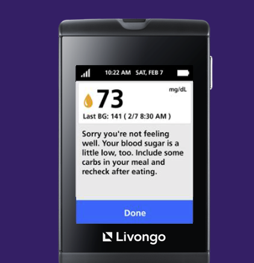 10:22 AM SAT, FEB 7
73 mg/dL
Last BG: 141 ( 2/7 8:30 AM )
Sorry you're not feeling
well. Your blood sugar is a
little low, too. Include some
carbs in your meal and
recheck after eating.
Done
Livongo